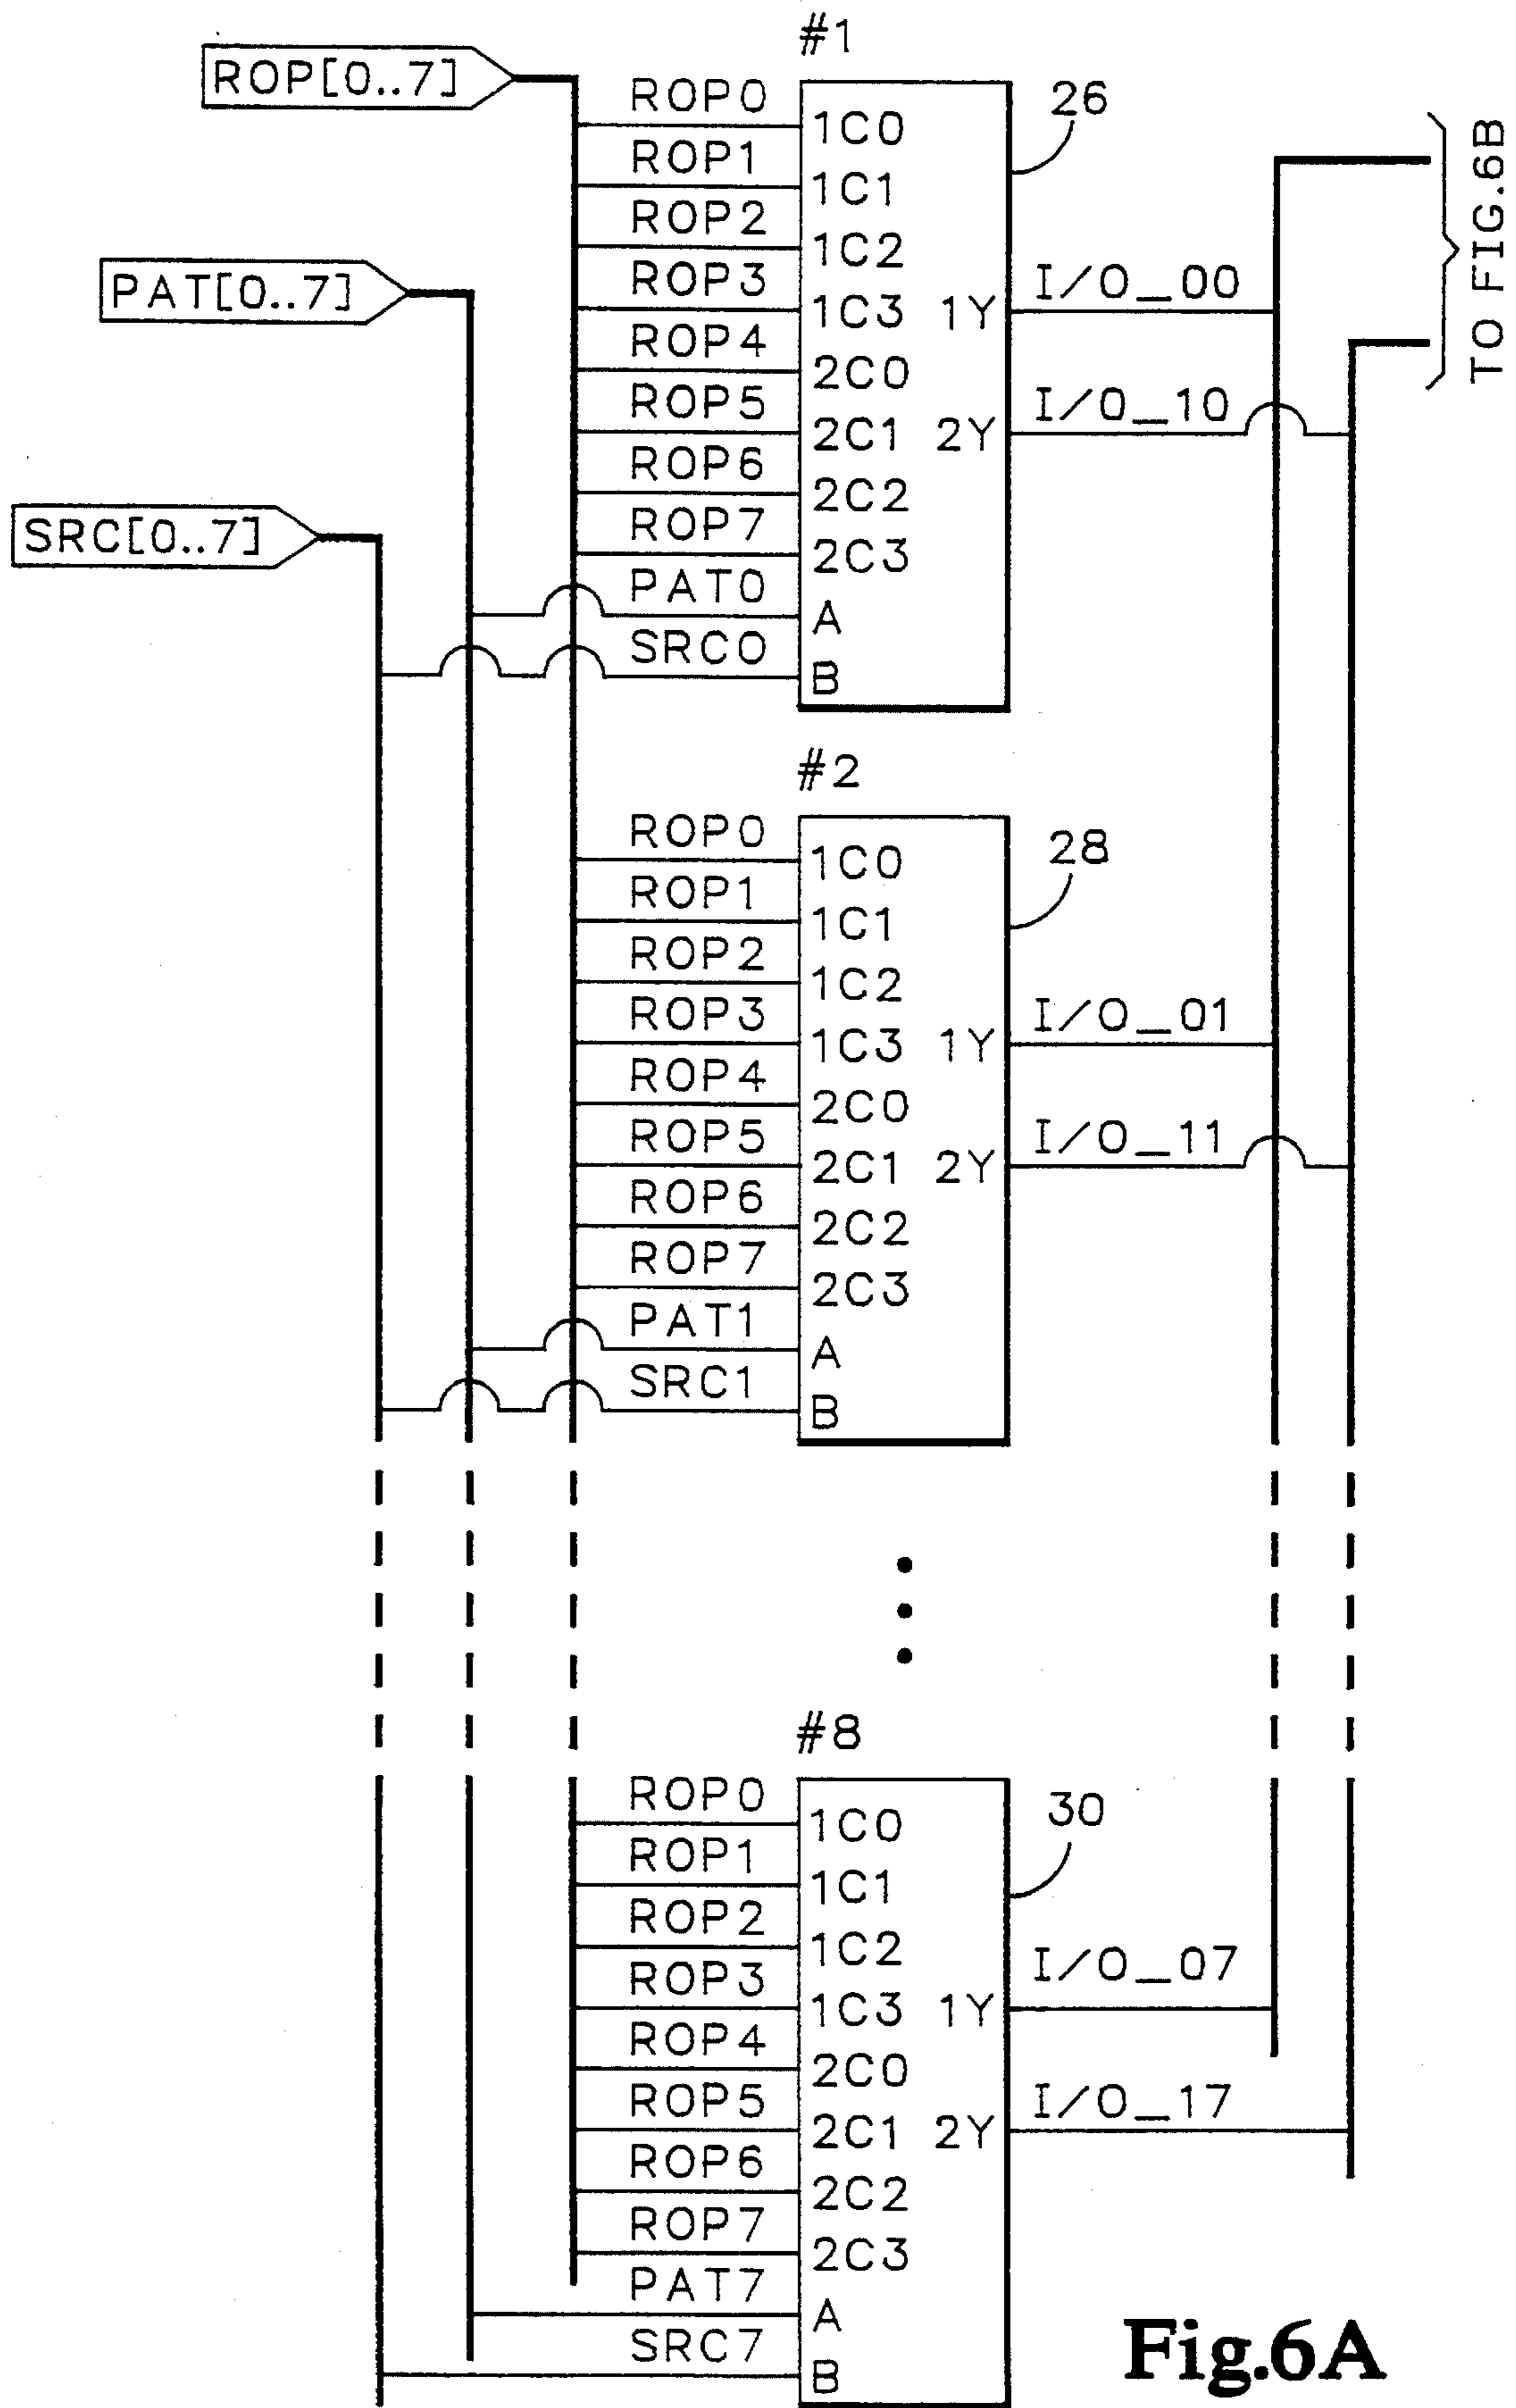 #1
ROP[0..7]
26
ROP0
1C0
ROP1
1C1
ROP2
1C2
PAT[0..7]
ROP3
1C3
1Y
I/O_00
TO FIG.6B
ROP4
2C0
ROP5
2C1
2Y
I/O_10
ROP6
2C2
SRC[0..7]
ROP7
2C3
PAT0
A
SRC0
B
#2
28
ROP0
1C0
ROP1
1C1
ROP2
1C2
ROP3
1C3
1Y
I/O_01
ROP4
2C0
ROP5
2C1
2Y
I/O_11
ROP6
2C2
ROP7
2C3
PAT1
A
SRC1
B
#8
30
ROP0
1C0
ROP1
1C1
ROP2
1C2
ROP3
1C3
1Y
I/O_07
ROP4
2C0
ROP5
2C1
2Y
I/O_17
ROP6
2C2
ROP7
2C3
PAT7
A
SRC7
B
Fig.6A